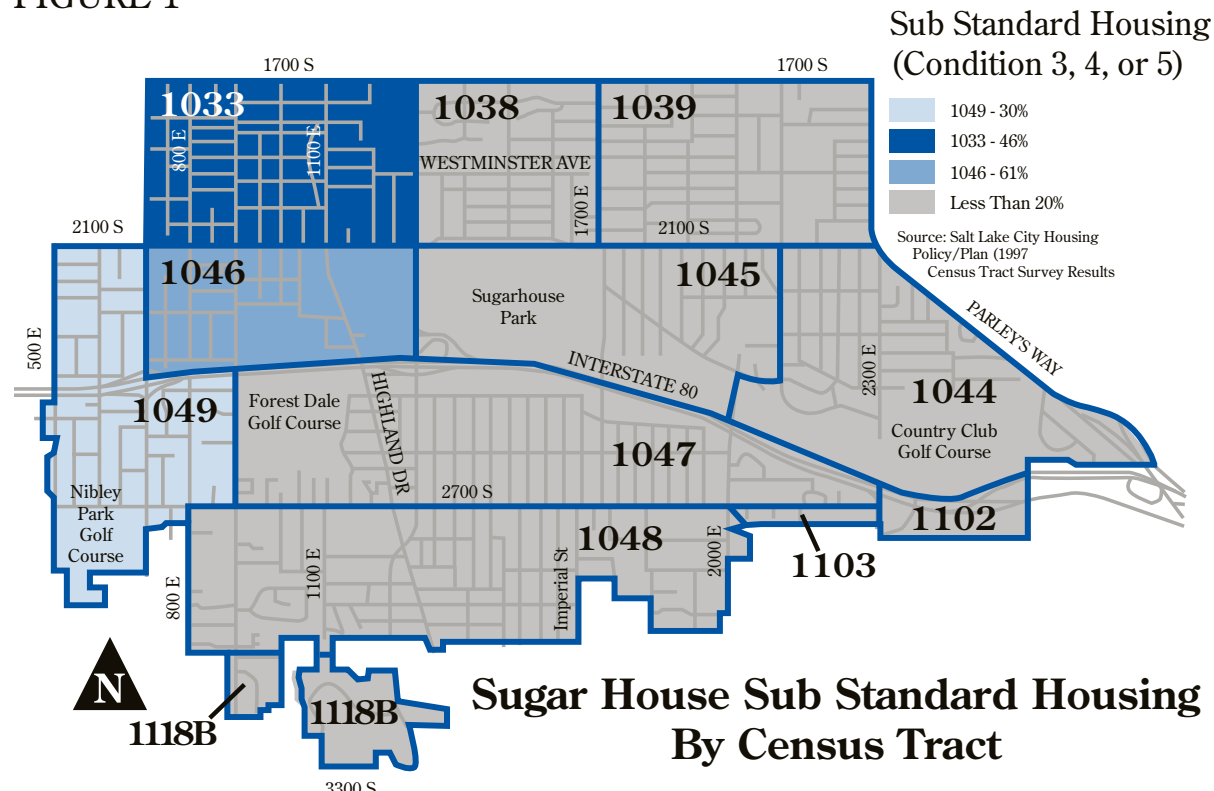 FIGURE 1
Sub Standard Housing
(Condition 3, 4, or 5)
1049 - 30%
1033 - 46%
1046 - 61%
Less Than 20%
Source: Salt Lake City Housing
Policy/Plan (1997
Census Tract Survey Results
1700 S
1700 S
1033
1038
1039
800 E
1100 E
WESTMINSTER AVE
1700 E
2100 S
2100 S
1046
1045
Sugarhouse
Park
PARLEY'S WAY
500 E
INTERSTATE 80
2300 E
1044
1049
Forest Dale
Golf Course
HIGHLAND DR
Country Club
Golf Course
1047
2700 S
Nibley
Park
Golf
Course
1102
1048
1103
800 E
1100 E
Imperial St
2000 E
N
1118B
1118B
Sugar House Sub Standard Housing
By Census Tract
3300 S